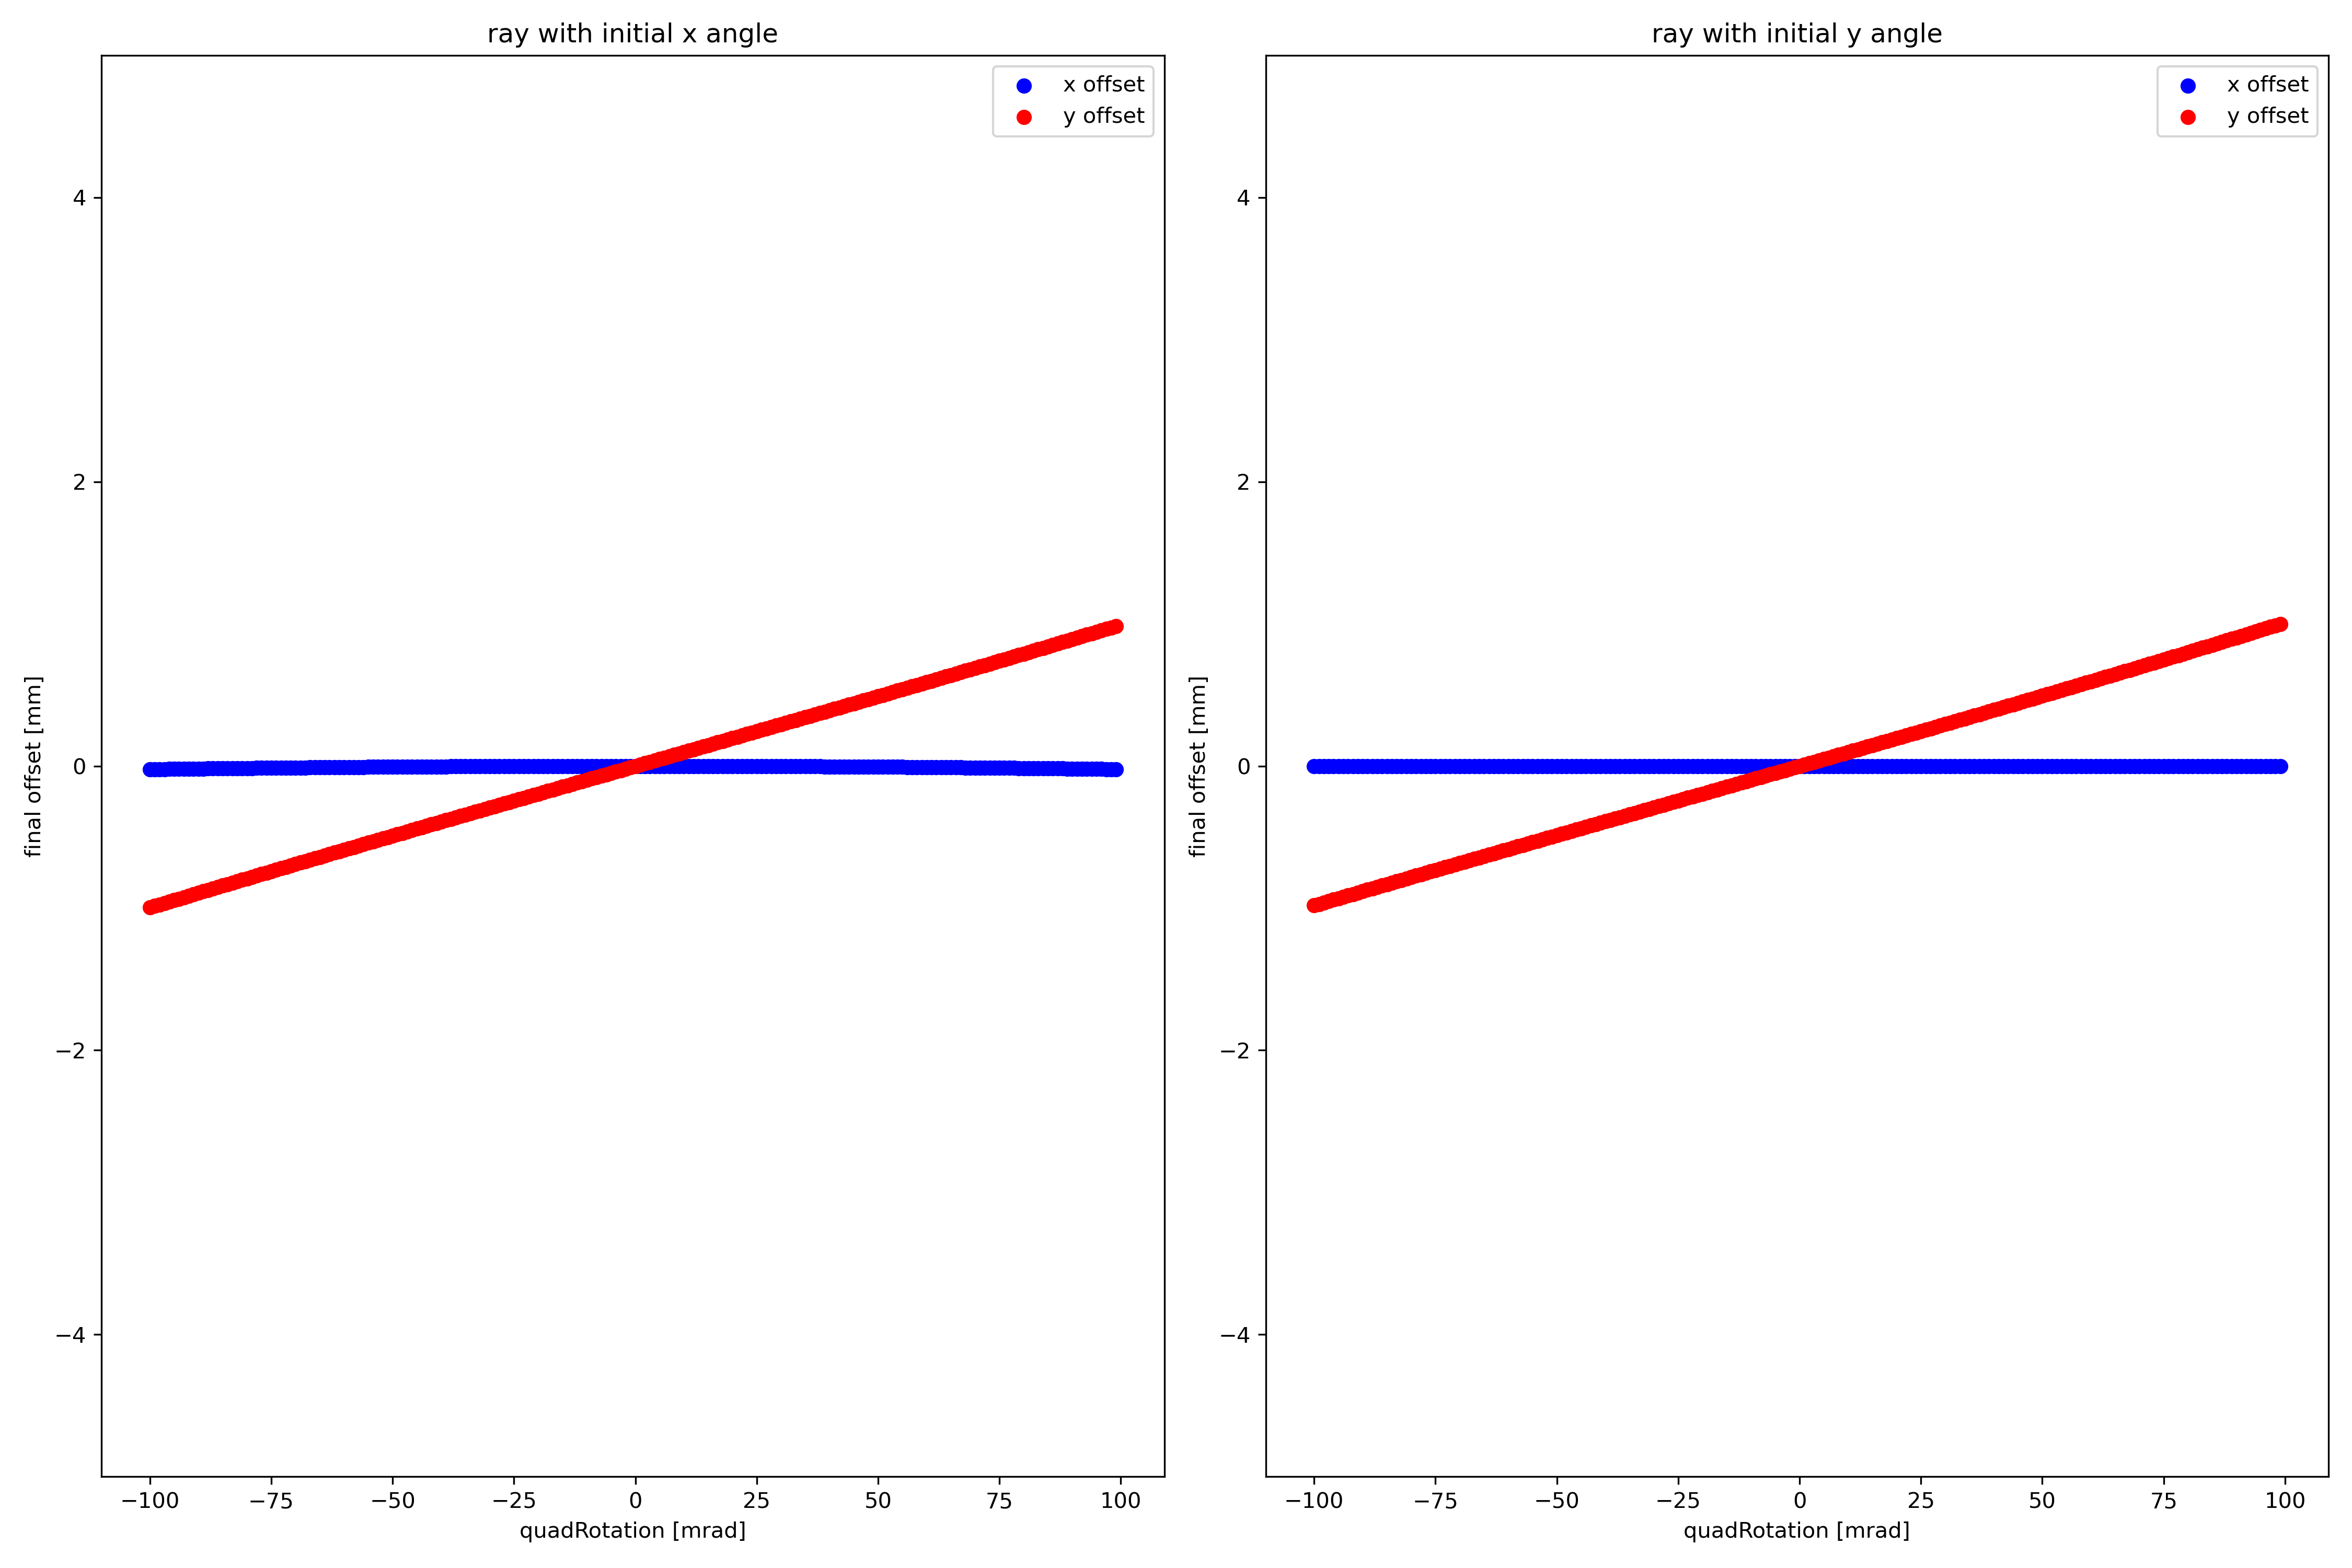 ray with initial x angle
x offset
y offset
4
2
0
−2
−4
final offset [mm]
−100
−75
−50
−25
0
25
50
75
100
quadRotation [mrad]
ray with initial y angle
x offset
y offset
4
2
0
−2
−4
final offset [mm]
−100
−75
−50
−25
0
25
50
75
100
quadRotation [mrad]